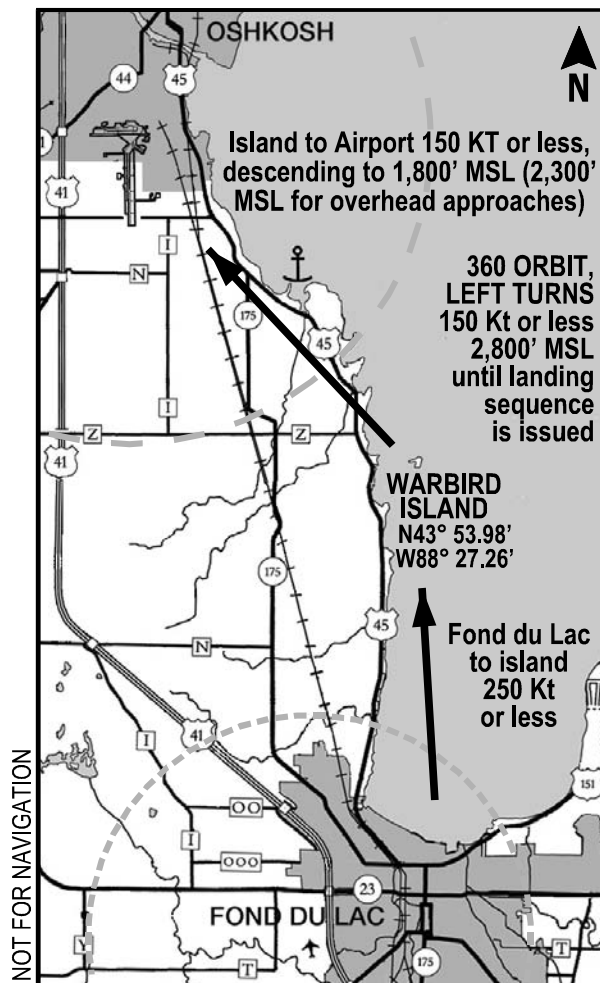 OSHKOSH
N
44
45
41
Island to Airport 150 KT or less,
descending to 1,800’ MSL (2,300’
MSL for overhead approaches)
I
N
175
45
360 ORBIT,
LEFT TURNS
150 Kt or less
2,800’ MSL
until landing
sequence
is issued
I
Z
Z
41
WARBIRD
ISLAND
N43° 53.98’
W88° 27.26’
175
45
N
Fond du Lac
to island
250 Kt
or less
I
41
151
OO
I
OOO
23
FOND DU LAC
Y
T
175
T
NOT FOR NAVIGATION